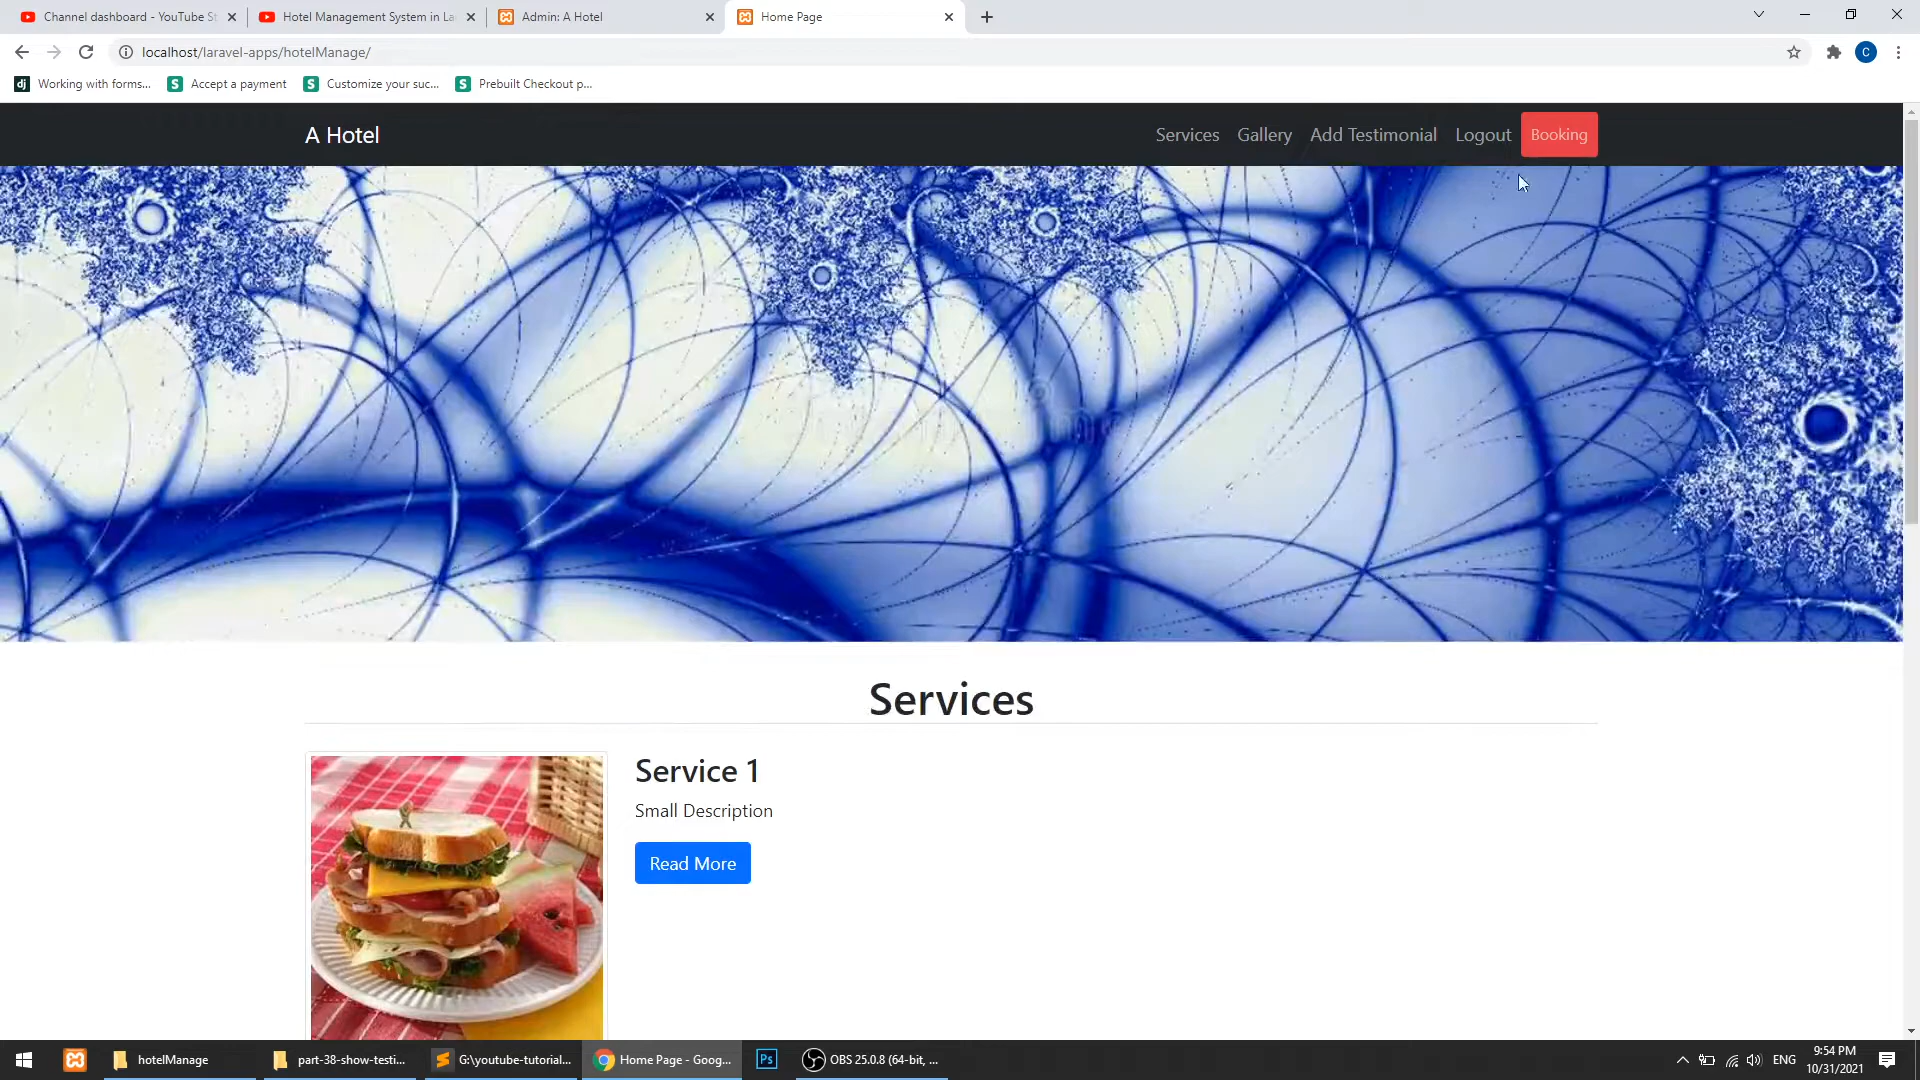 Channel dashboard - YouTube St
Hotel Management System in La
Admin: A Hotel
Home Page
localhost/laravel-apps/hotelManage/
C
dj Working with forms...
S Accept a payment
S Customize your suc...
S Prebuilt Checkout p...
A Hotel
Services
Gallery
Add Testimonial
Logout
Booking
Services
Service 1
Small Description
Read More
hotelManage
part-38-show-testi...
G:\youtube-tutorial...
Home Page - Goog...
Ps
OBS 25.0.8 (64-bit, ...
ENG
9:54 PM
10/31/2021